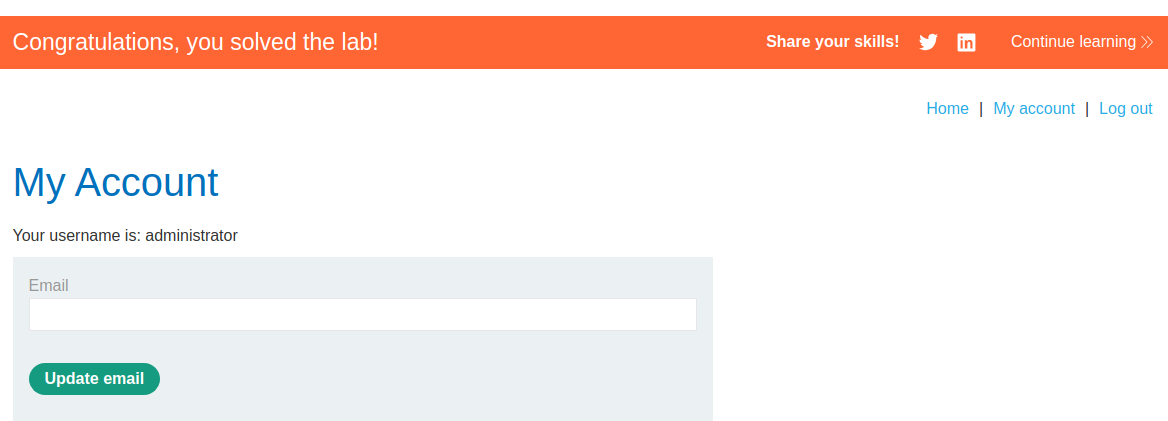 Congratulations, you solved the lab! Share your skills! Continue learning
Home | My account | Log out
My Account
Your username is: administrator
Email
Update email